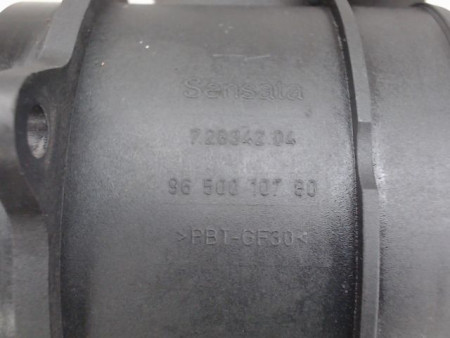 Sensata
7.28342.04
96 500 107 80
>PBT-GF30<